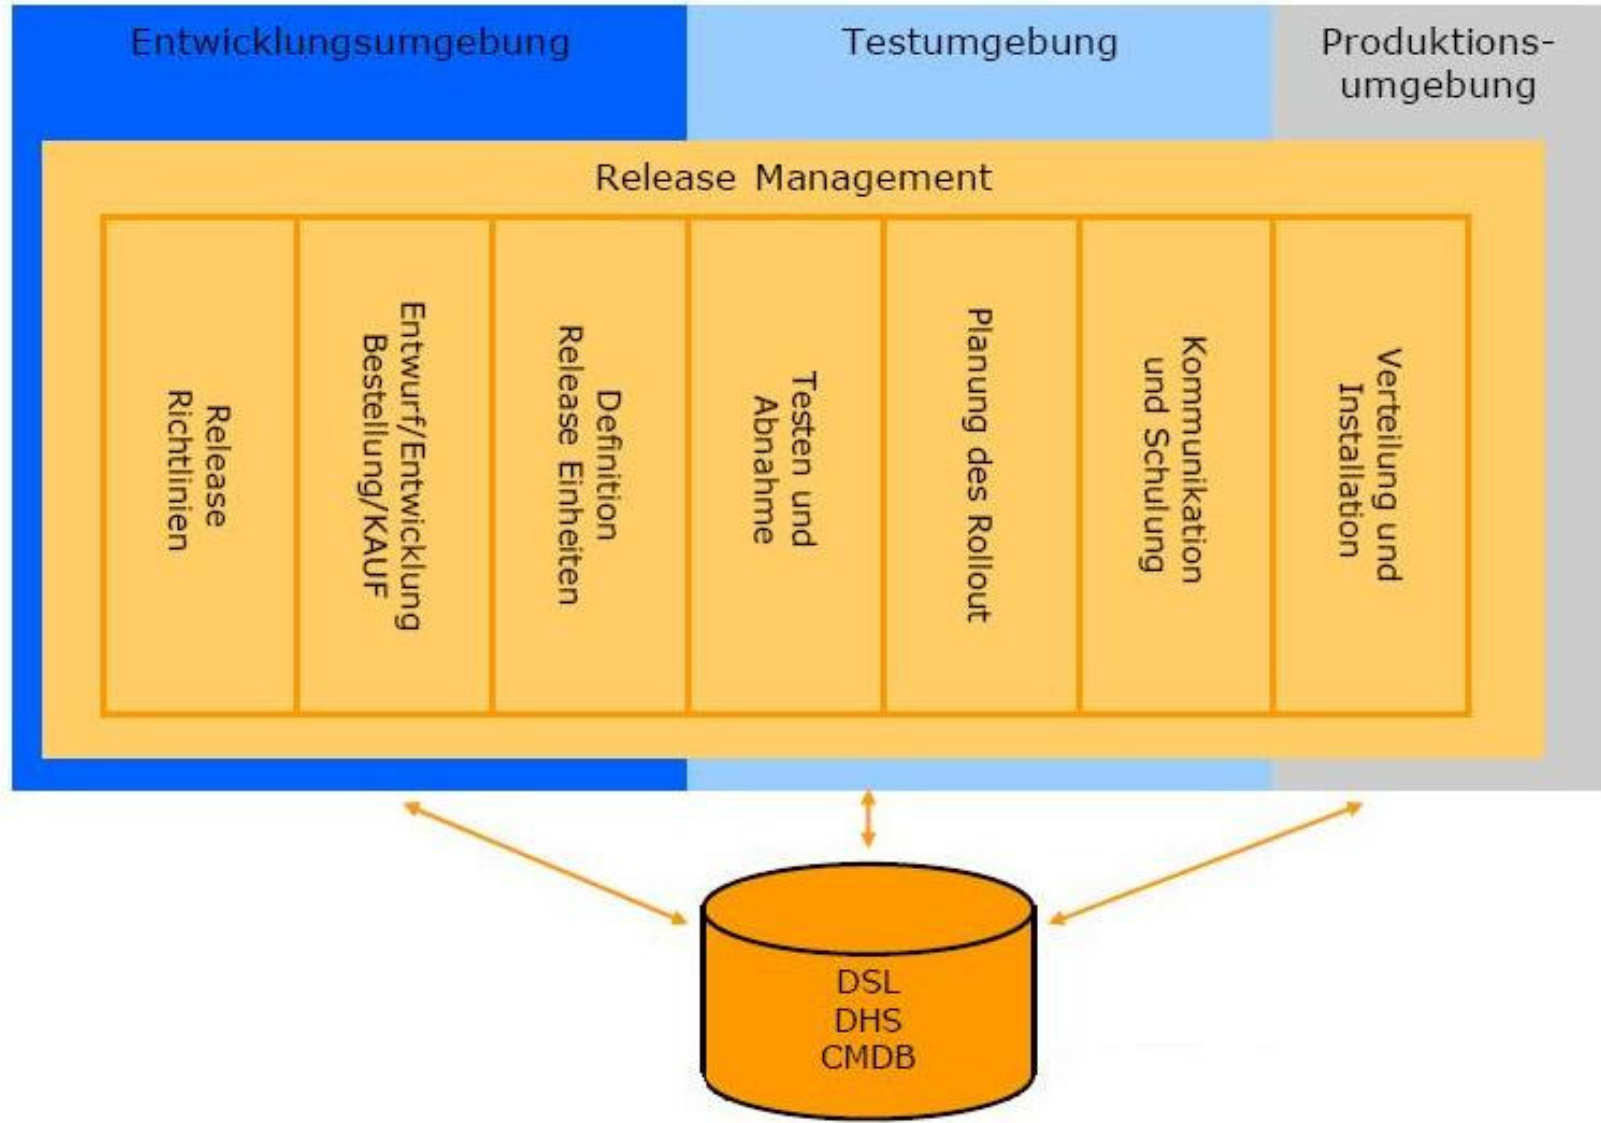 Entwicklungsumgebung
Testumgebung
Produktions-
umgebung
Release Management
Release
Richtlinien
Entwurf/Entwicklung
Bestellung/KAUF
Definition
Release Einheiten
Testen und
Abnahme
Planung des Rollout
Kommunikation
und Schulung
Verteilung und
Installation
DSL
DHS
CMDB